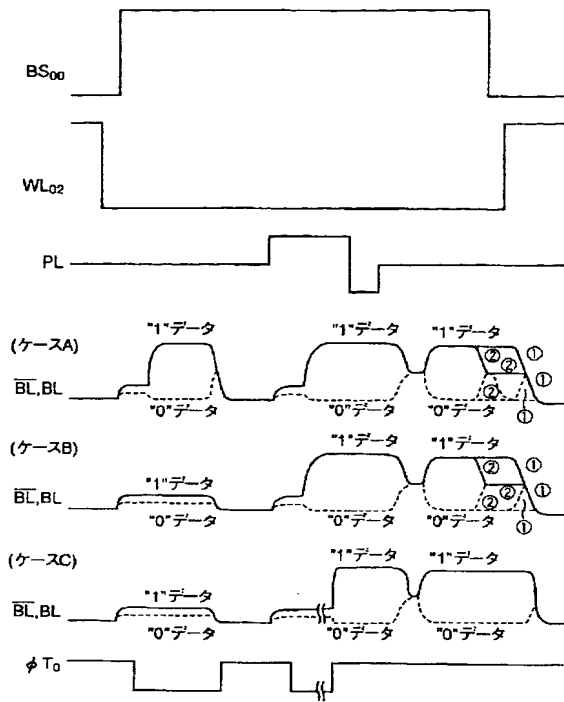 BS₀₀
WL₀₂
PL
(ケースA)
"1"データ "1"データ "1"データ
② ② ① ①
B̅L̅,BL
"0"データ "0"データ ② "0"データ ①
(ケースB)
"1"データ "1"データ "1"データ
② ① ② ①
B̅L̅,BL
"0"データ "0"データ ② "0"データ ①
(ケースC)
"1"データ "1"データ "1"データ
B̅L̅,BL
"0"データ "0"データ "0"データ
φT₀